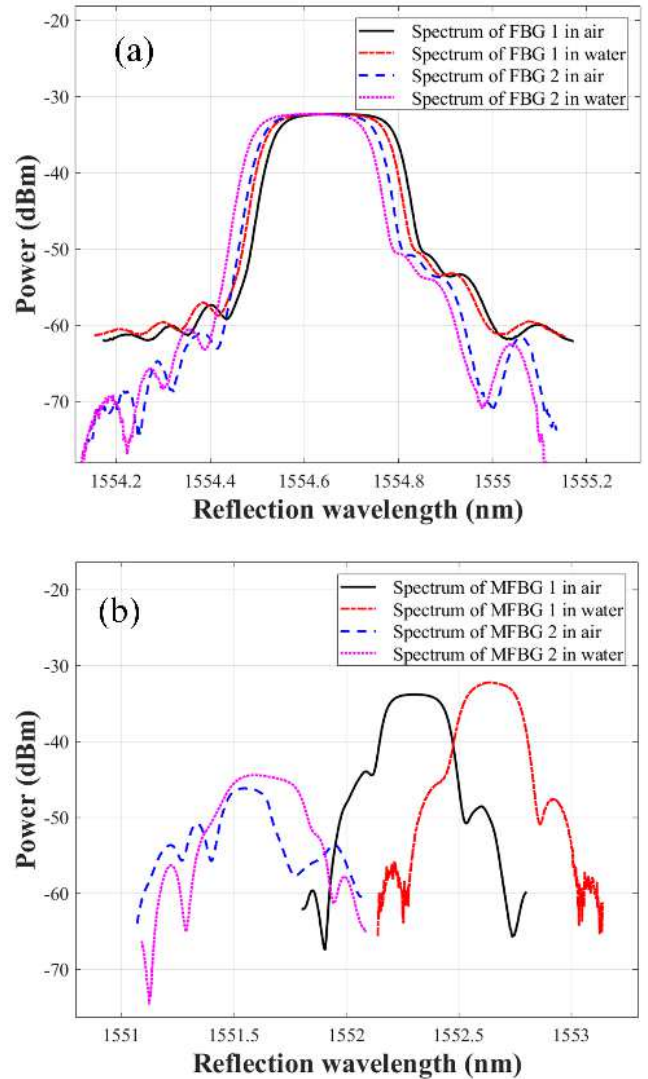 -20
(a)
Spectrum of FBG 1 in air
Spectrum of FBG 1 in water
Spectrum of FBG 2 in air
Spectrum of FBG 2 in water
-30
-40
-50
-60
-70
Power (dBm)
1554.2 1554.4 1554.6 1554.8 1555 1555.2
Reflection wavelength (nm)
-20
(b)
Spectrum of MFBG 1 in air
Spectrum of MFBG 1 in water
Spectrum of MFBG 2 in air
Spectrum of MFBG 2 in water
-30
-40
-50
-60
-70
Power (dBm)
1551 1551.5 1552 1552.5 1553
Reflection wavelength (nm)